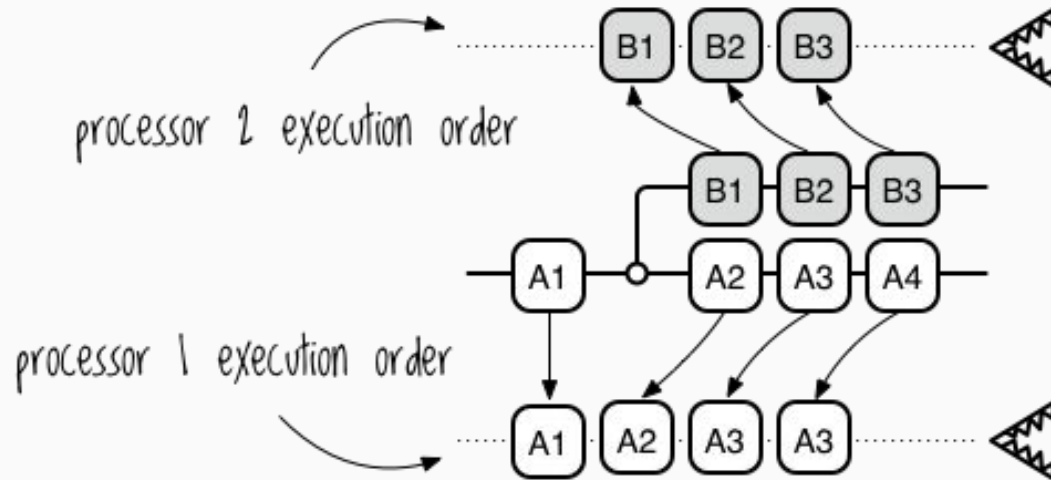 B1 B2 B3
processor 2 execution order
B1 B2 B3
A1 A2 A3 A4
processor 1 execution order
A1 A2 A3 A3